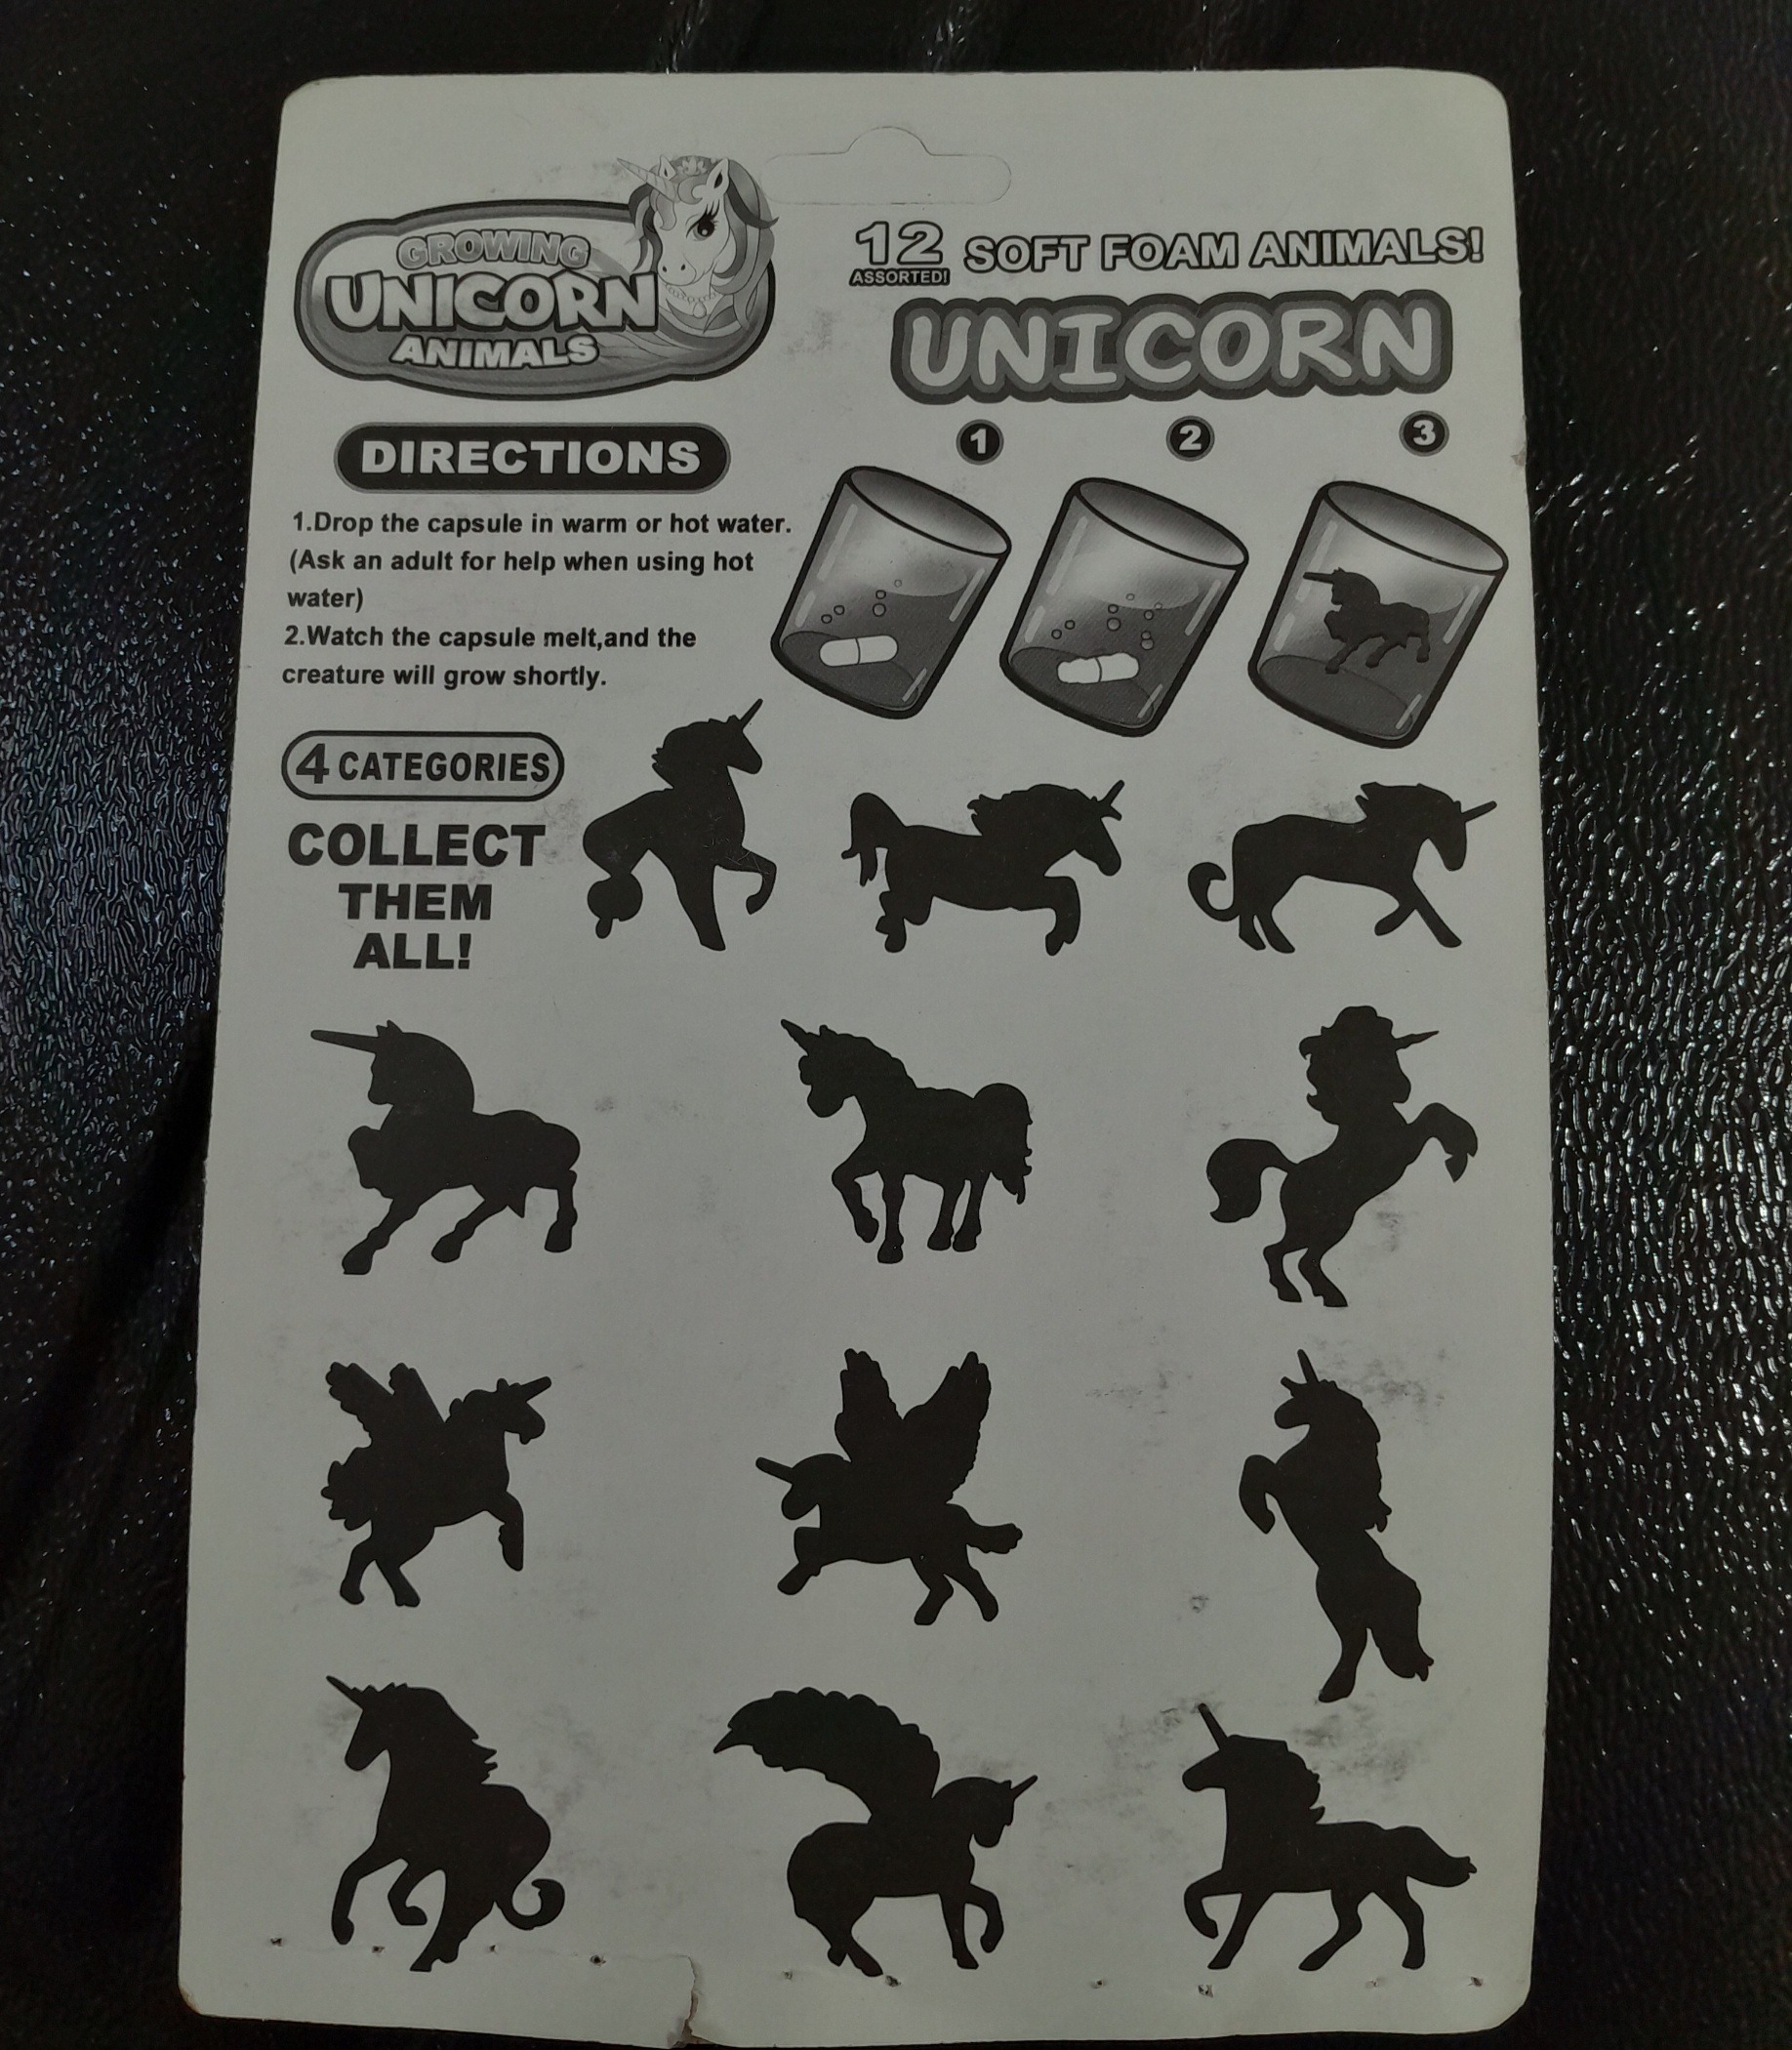 GROWING
UNICORN
ANIMALS
12 SOFT FOAM ANIMALS!
ASSORTED!
UNICORN
DIRECTIONS
1.Drop the capsule in warm or hot water.
(Ask an adult for help when using hot
water)
2.Watch the capsule melt,and the
creature will grow shortly.
1
2
3
4 CATEGORIES
COLLECT
THEM
ALL!